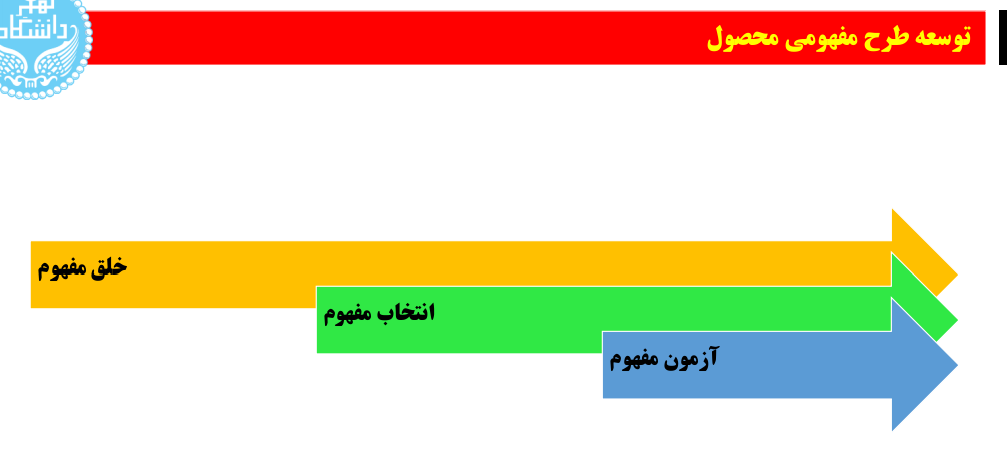 توسعه طرح مفهومی محصول
خلق مفهوم
انتخاب مفهوم
آزمون مفهوم